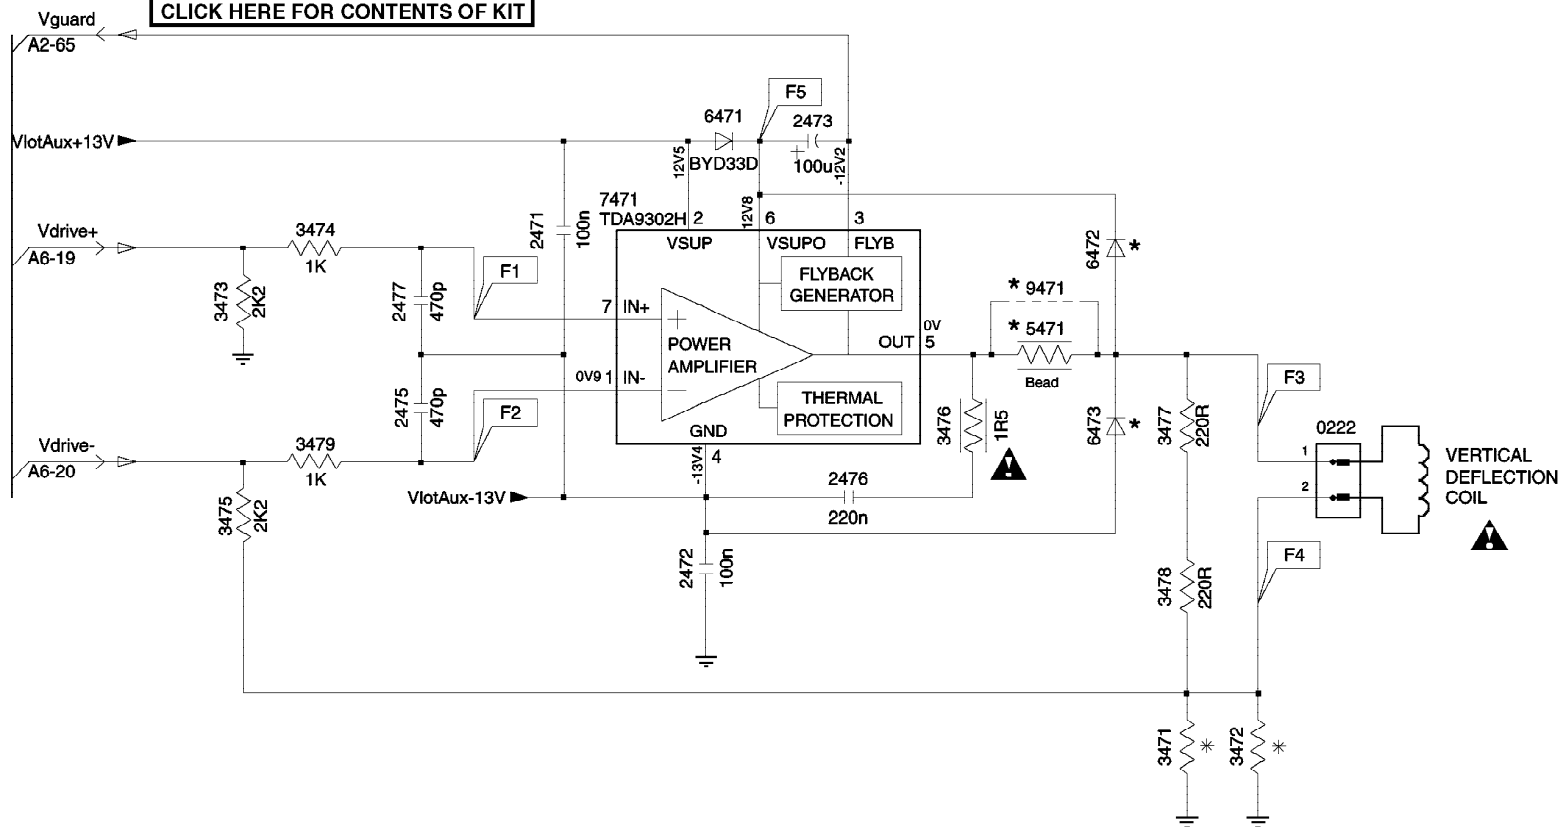 CLICK HERE FOR CONTENTS OF KIT
Vguard
A2-65
F5
6471
2473
VlotAux+13V
12V5
BYD33D
+
100u
-12V2
7471
TDA9302H
2
12V8
6
3
VSUP
VSUPO
FLYB
Vdrive+
A6-19
3474
1K
2471
100n
6472
*
F1
FLYBACK
GENERATOR
* 9471
3473
2K2
2477
470p
7
IN+
+
POWER
AMPLIFIER
OUT
0V
5
* 5471
Bead
0V9
1
IN-
−
F3
2475
470p
F2
THERMAL
PROTECTION
3476
1R5
6473
*
3477
220R
Vdrive-
A6-20
3479
1K
GND
4
-13V4
0222
1
2
VERTICAL
DEFLECTION
COIL
3475
2K2
VlotAux-13V
2476
220n
2472
100n
3478
220R
F4
3471
*
3472
*